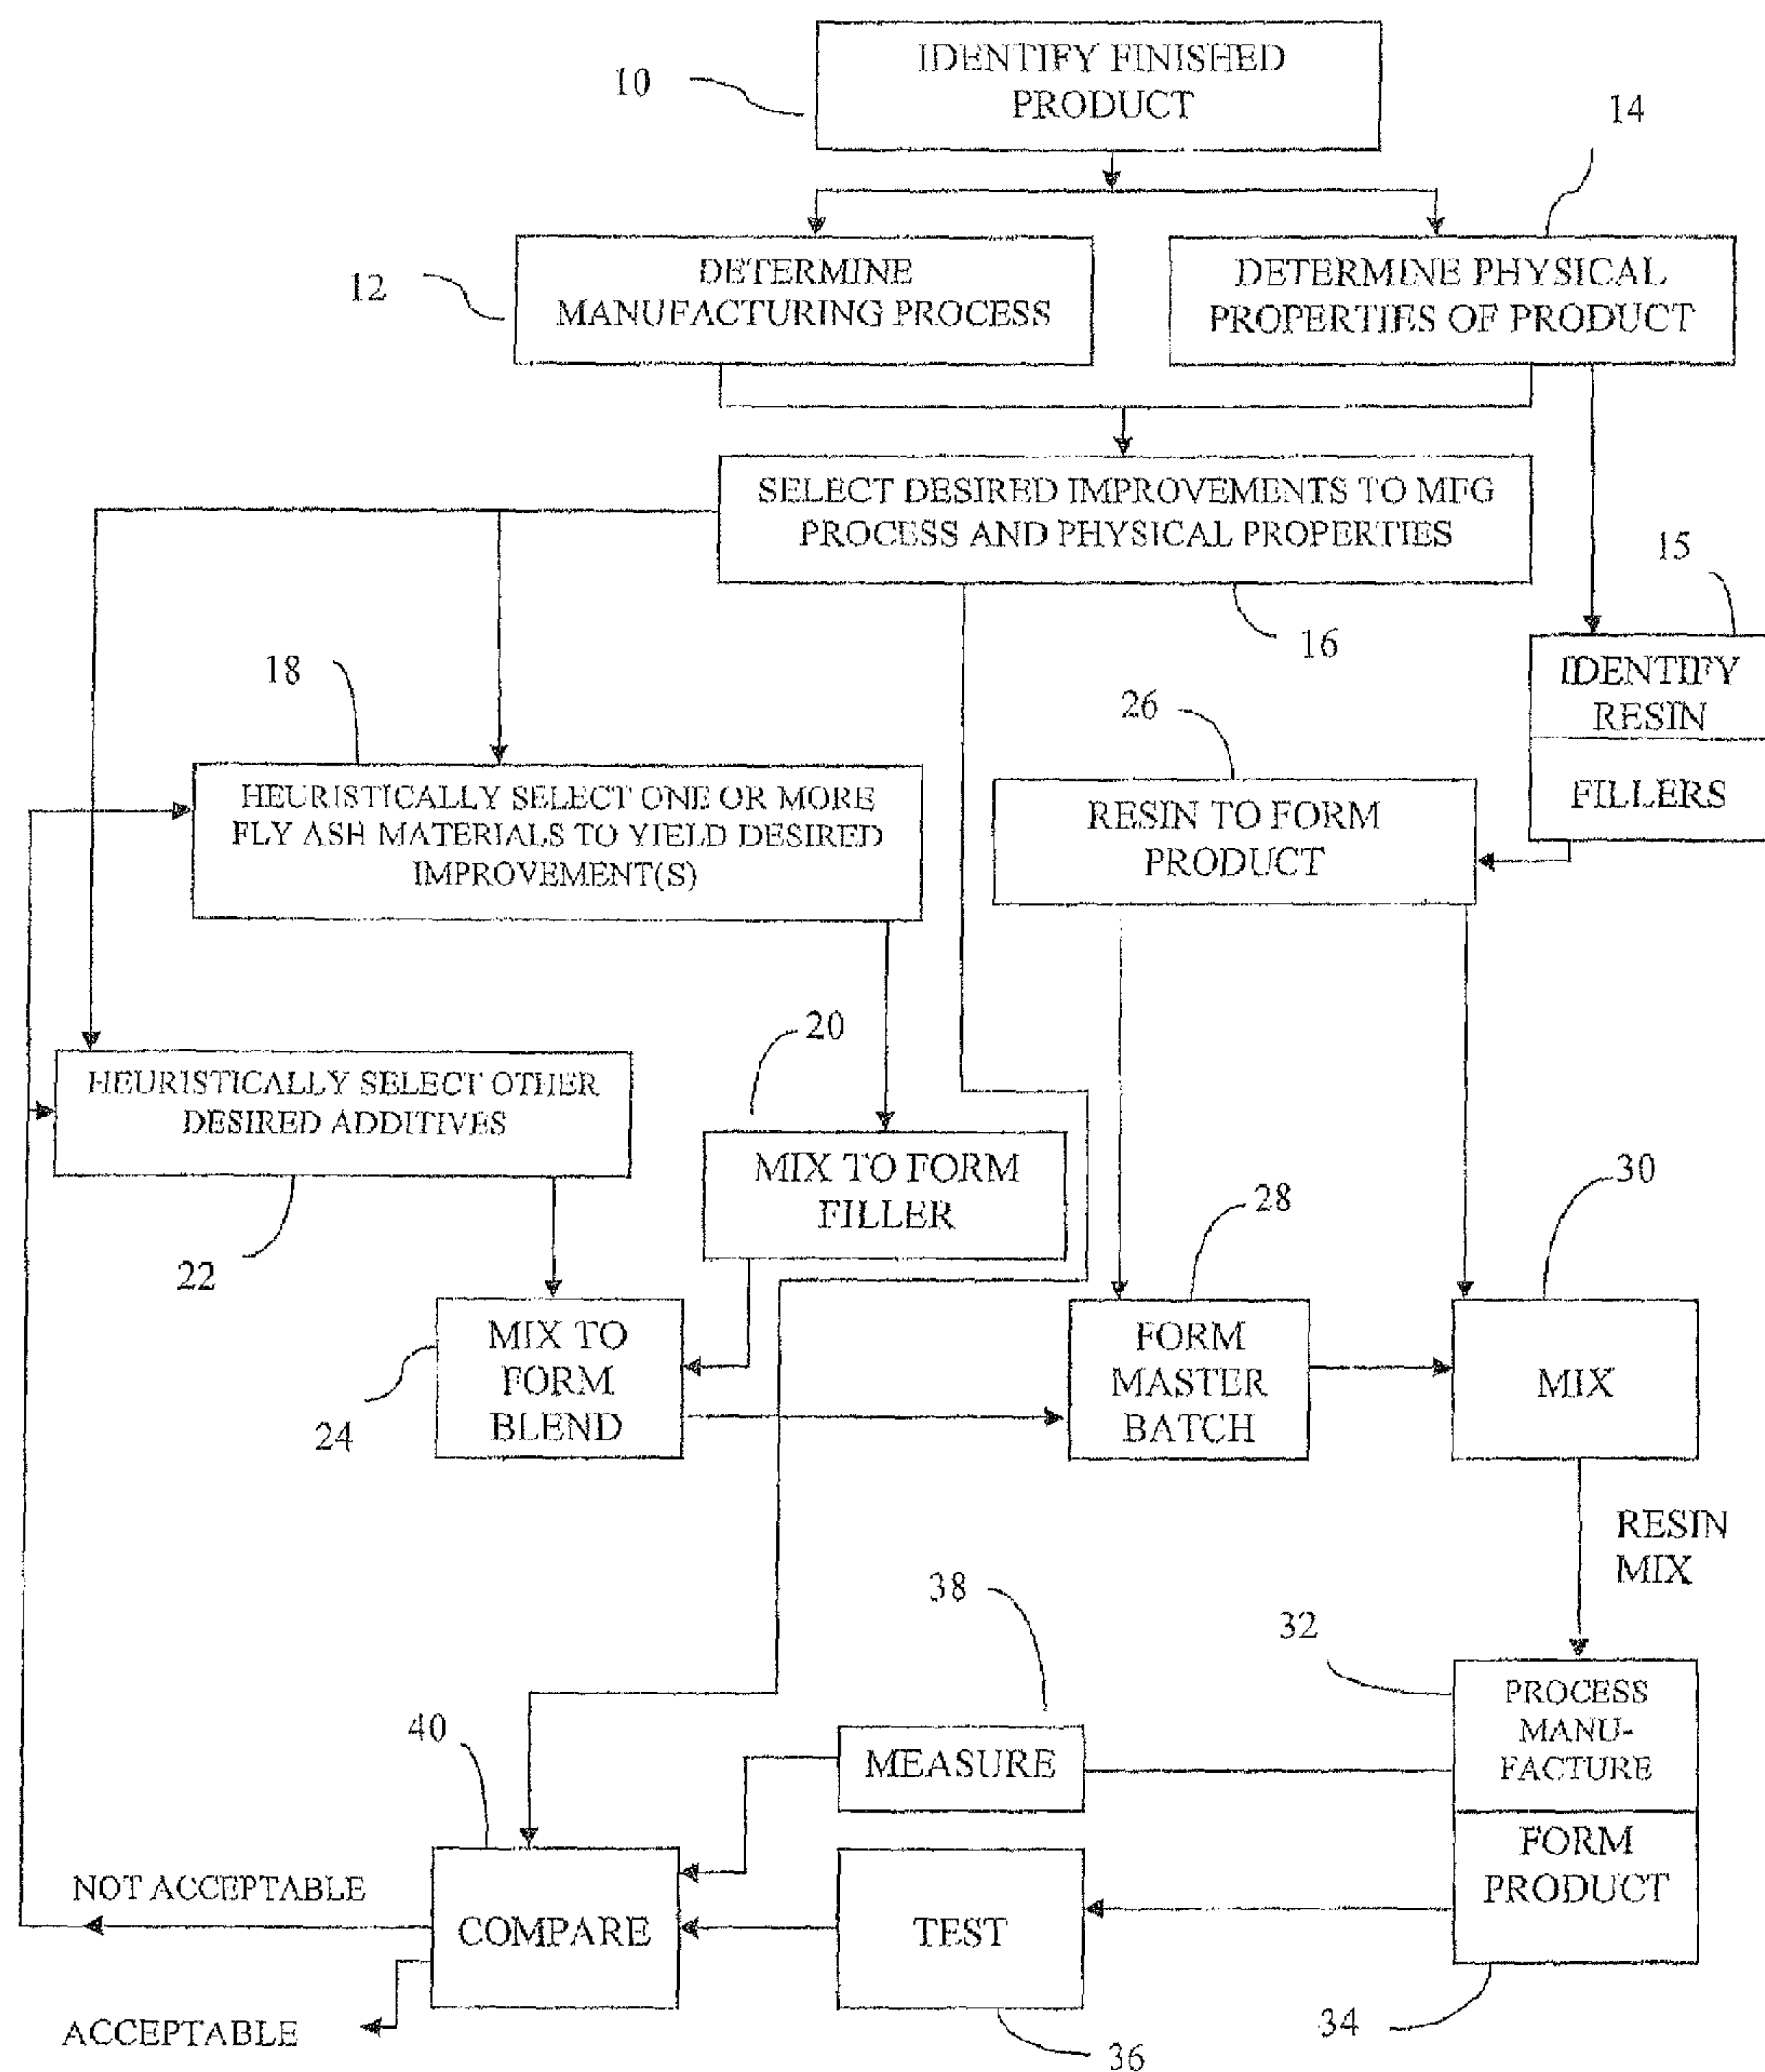 IDENTIFY FINISHED
PRODUCT
10
14
DETERMINE
MANUFACTURING PROCESS
12
DETERMINE PHYSICAL
PROPERTIES OF PRODUCT
SELECT DESIRED IMPROVEMENTS TO MFG
PROCESS AND PHYSICAL PROPERTIES
16
15
IDENTIFY
RESIN
FILLERS
18
HEURISTICALLY SELECT ONE OR MORE
FLY ASH MATERIALS TO YIELD DESIRED
IMPROVEMENT(S)
26
RESIN TO FORM
PRODUCT
20
HEURISTICALLY SELECT OTHER
DESIRED ADDITIVES
22
MIX TO FORM
FILLER
28
30
MIX TO
FORM
BLEND
24
FORM
MASTER
BATCH
MIX
RESIN
MIX
38
32
PROCESS
MANU-
FACTURE
40
MEASURE
FORM
PRODUCT
NOT ACCEPTABLE
COMPARE
TEST
ACCEPTABLE
36
34